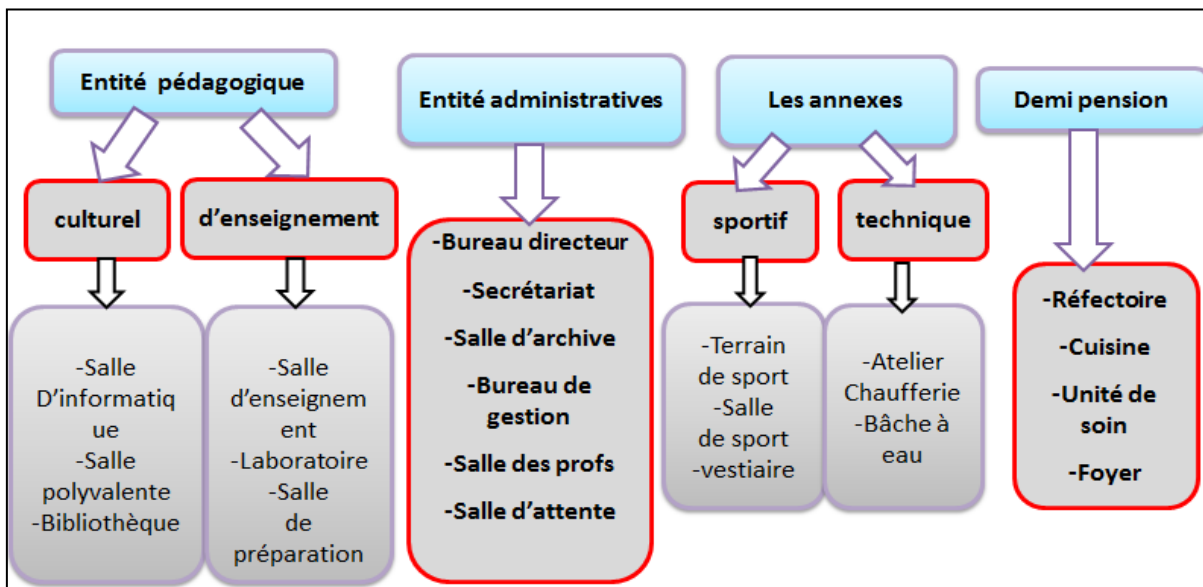 Entité pédagogique
Entité administratives
Les annexes
Demi pension
culturel
d'enseignement
sportif
technique
-Salle
D'informatiq
ue
-Salle
polyvalente
-Bibliothèque
-Salle
d'enseignem
ent
-Laboratoire
-Salle
de
préparation
-Bureau directeur
-Secrétariat
-Salle d'archive
-Bureau de
gestion
-Salle des profs
-Salle d'attente
-Terrain
de sport
-Salle
de sport
-vestiaire
-Atelier
Chaufferie
-Bâche à
eau
-Réfectoire
-Cuisine
-Unité de
soin
-Foyer